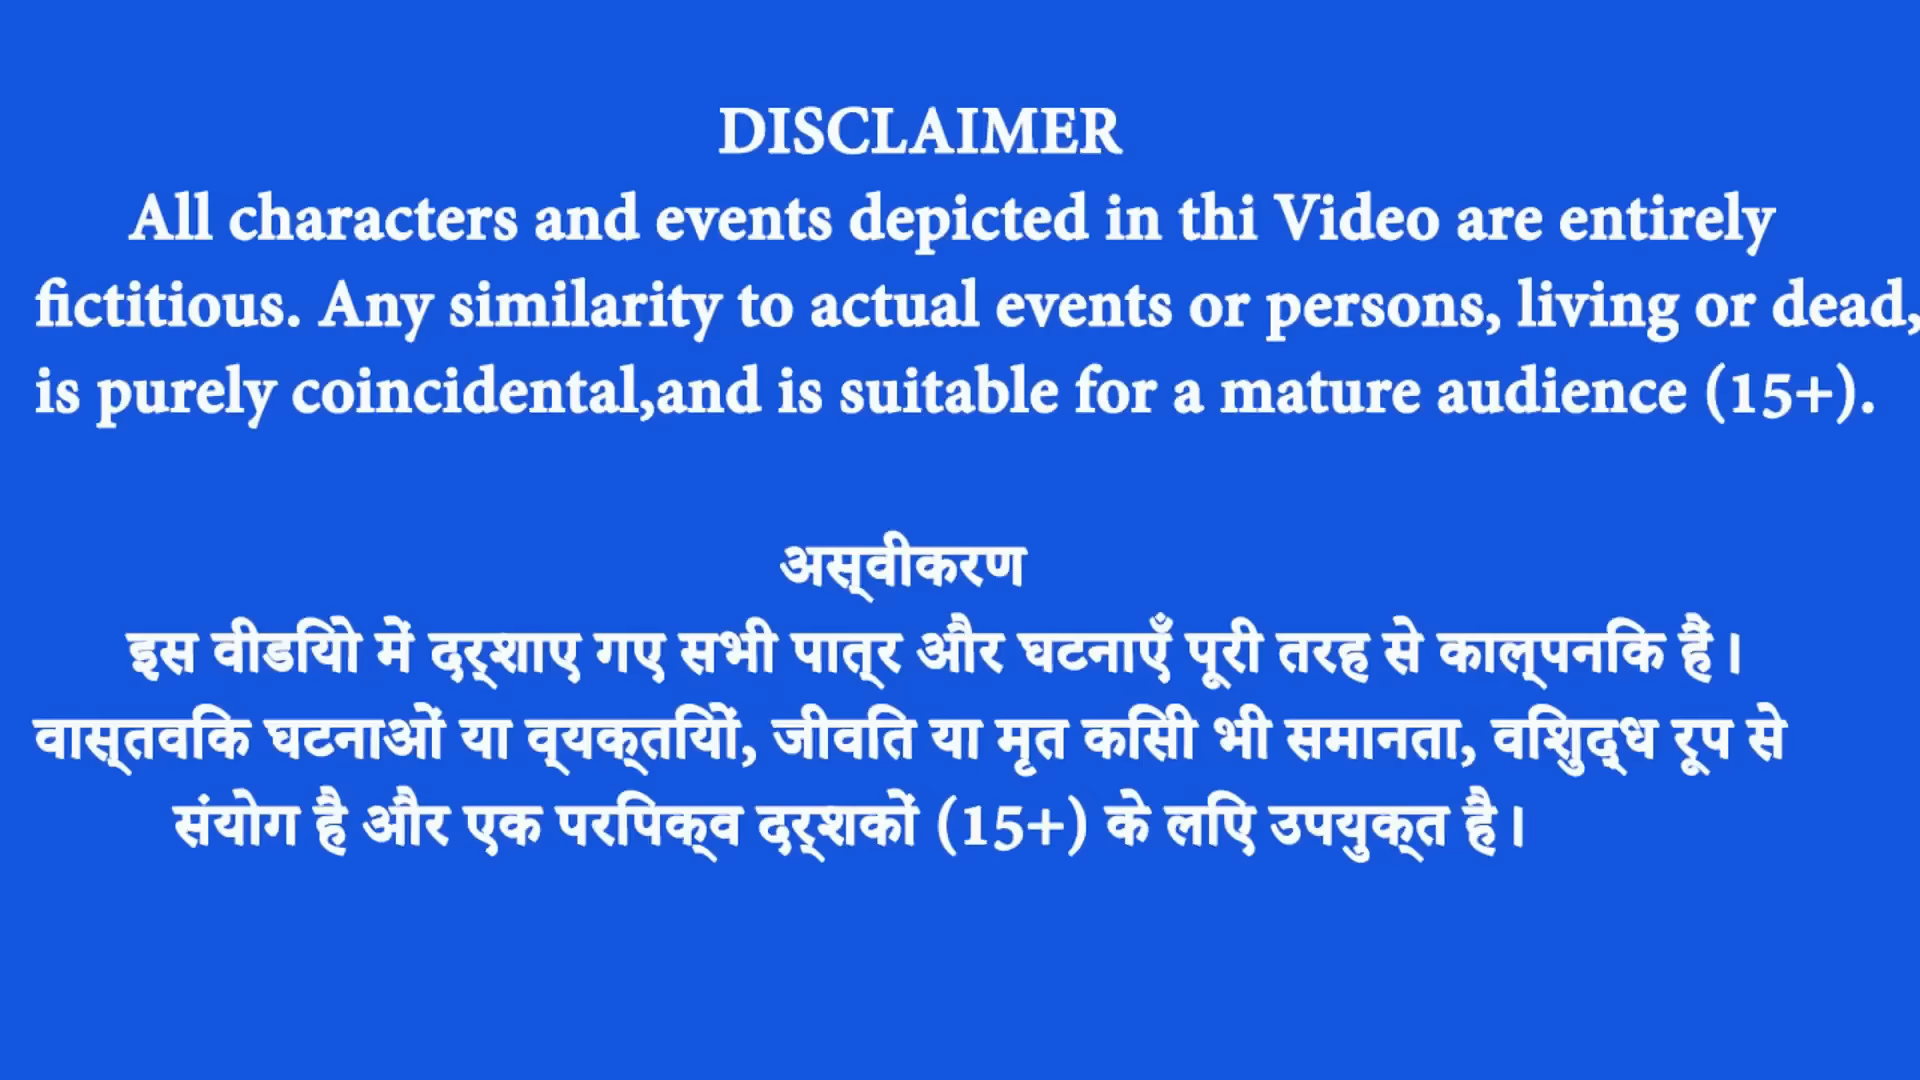 DISCLAIMER
All characters and events depicted in thi Video are entirely
fictitious. Any similarity to actual events or persons, living or dead,
is purely coincidental,and is suitable for a mature audience (15+).
अस्वीकरण
इस वीडियो में दर्शाए गए सभी पात्र और घटनाएँ पूरी तरह से काल्पनिक हैं।
वास्तविक घटनाओं या व्यक्तियों, जीवित या मृत किसी भी समानता, विशुद्ध रूप से
संयोग है और एक परिपक्व दर्शकों (15+) के लिए उपयुक्त है।